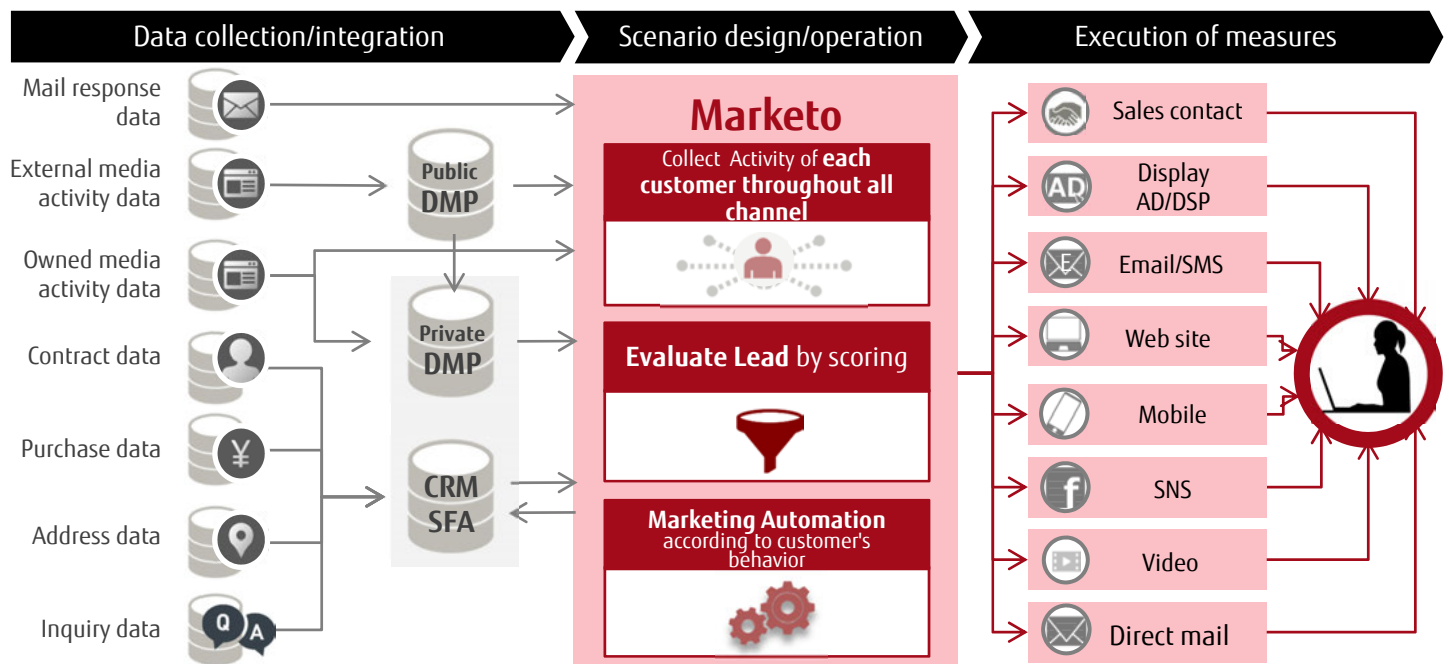 Data collection/integration
Scenario design/operation
Execution of measures
Mail response
data
External media
activity data
Owned media
activity data
Contract data
Purchase data
¥
Address data
Inquiry data
Q A
Public
DMP
Private
DMP
CRM
SFA
Marketo
Collect Activity of each
customer throughout all
channel
Evaluate Lead by scoring
Marketing Automation
according to customer's
behavior
Sales contact
AD
Display
AD/DSP
E
Email/SMS
Web site
Mobile
f
SNS
Video
Direct mail